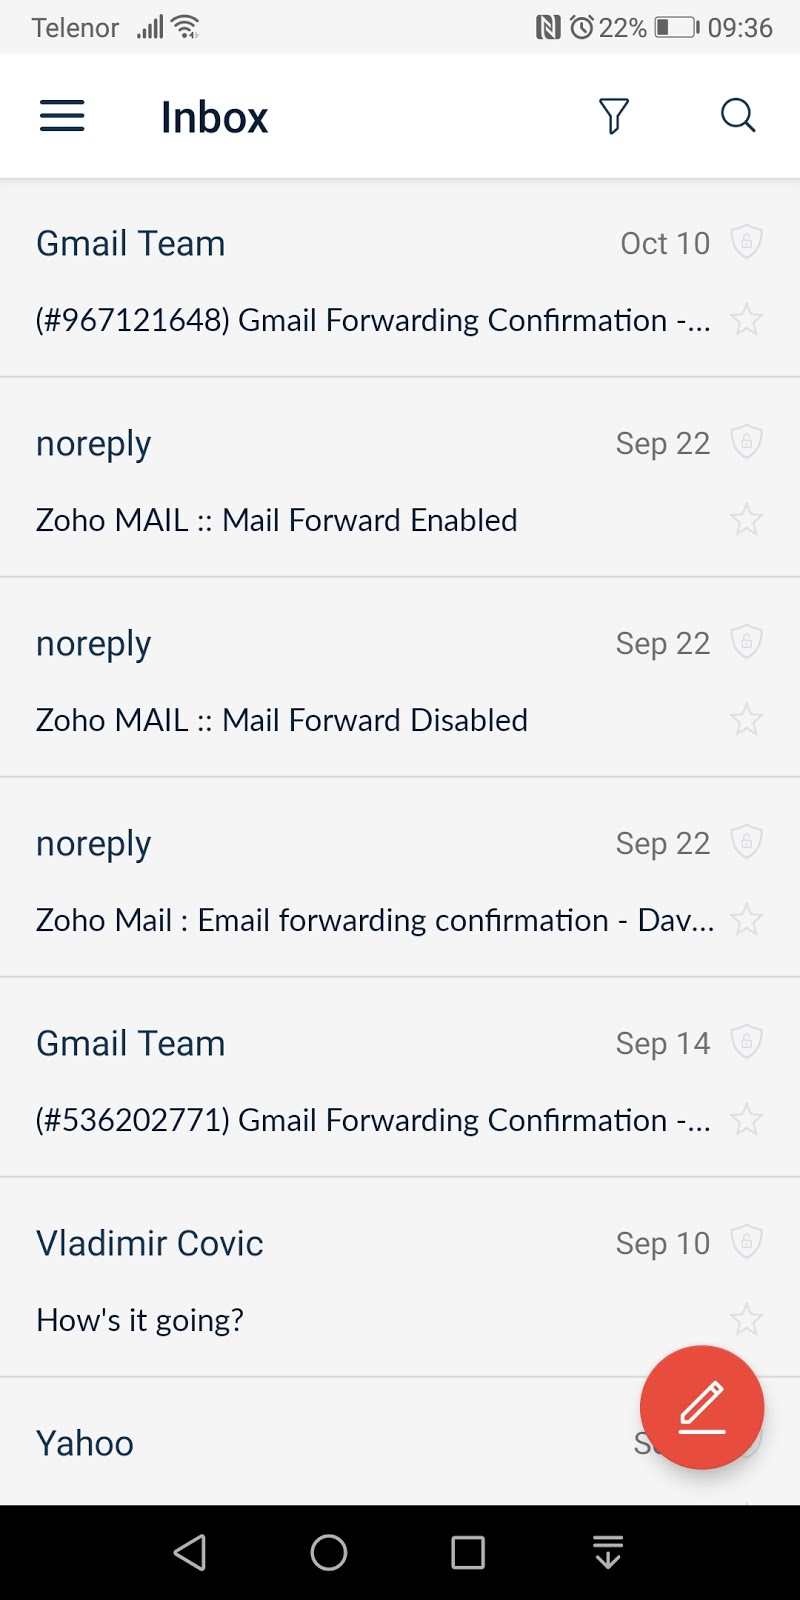 Telenor 22% 09:36
Inbox
Gmail Team Oct 10
(#967121648) Gmail Forwarding Confirmation -...
noreply Sep 22
Zoho MAIL :: Mail Forward Enabled
noreply Sep 22
Zoho MAIL :: Mail Forward Disabled
noreply Sep 22
Zoho Mail : Email forwarding confirmation - Dav...
Gmail Team Sep 14
(#536202771) Gmail Forwarding Confirmation -...
Vladimir Covic Sep 10
How's it going?
Yahoo